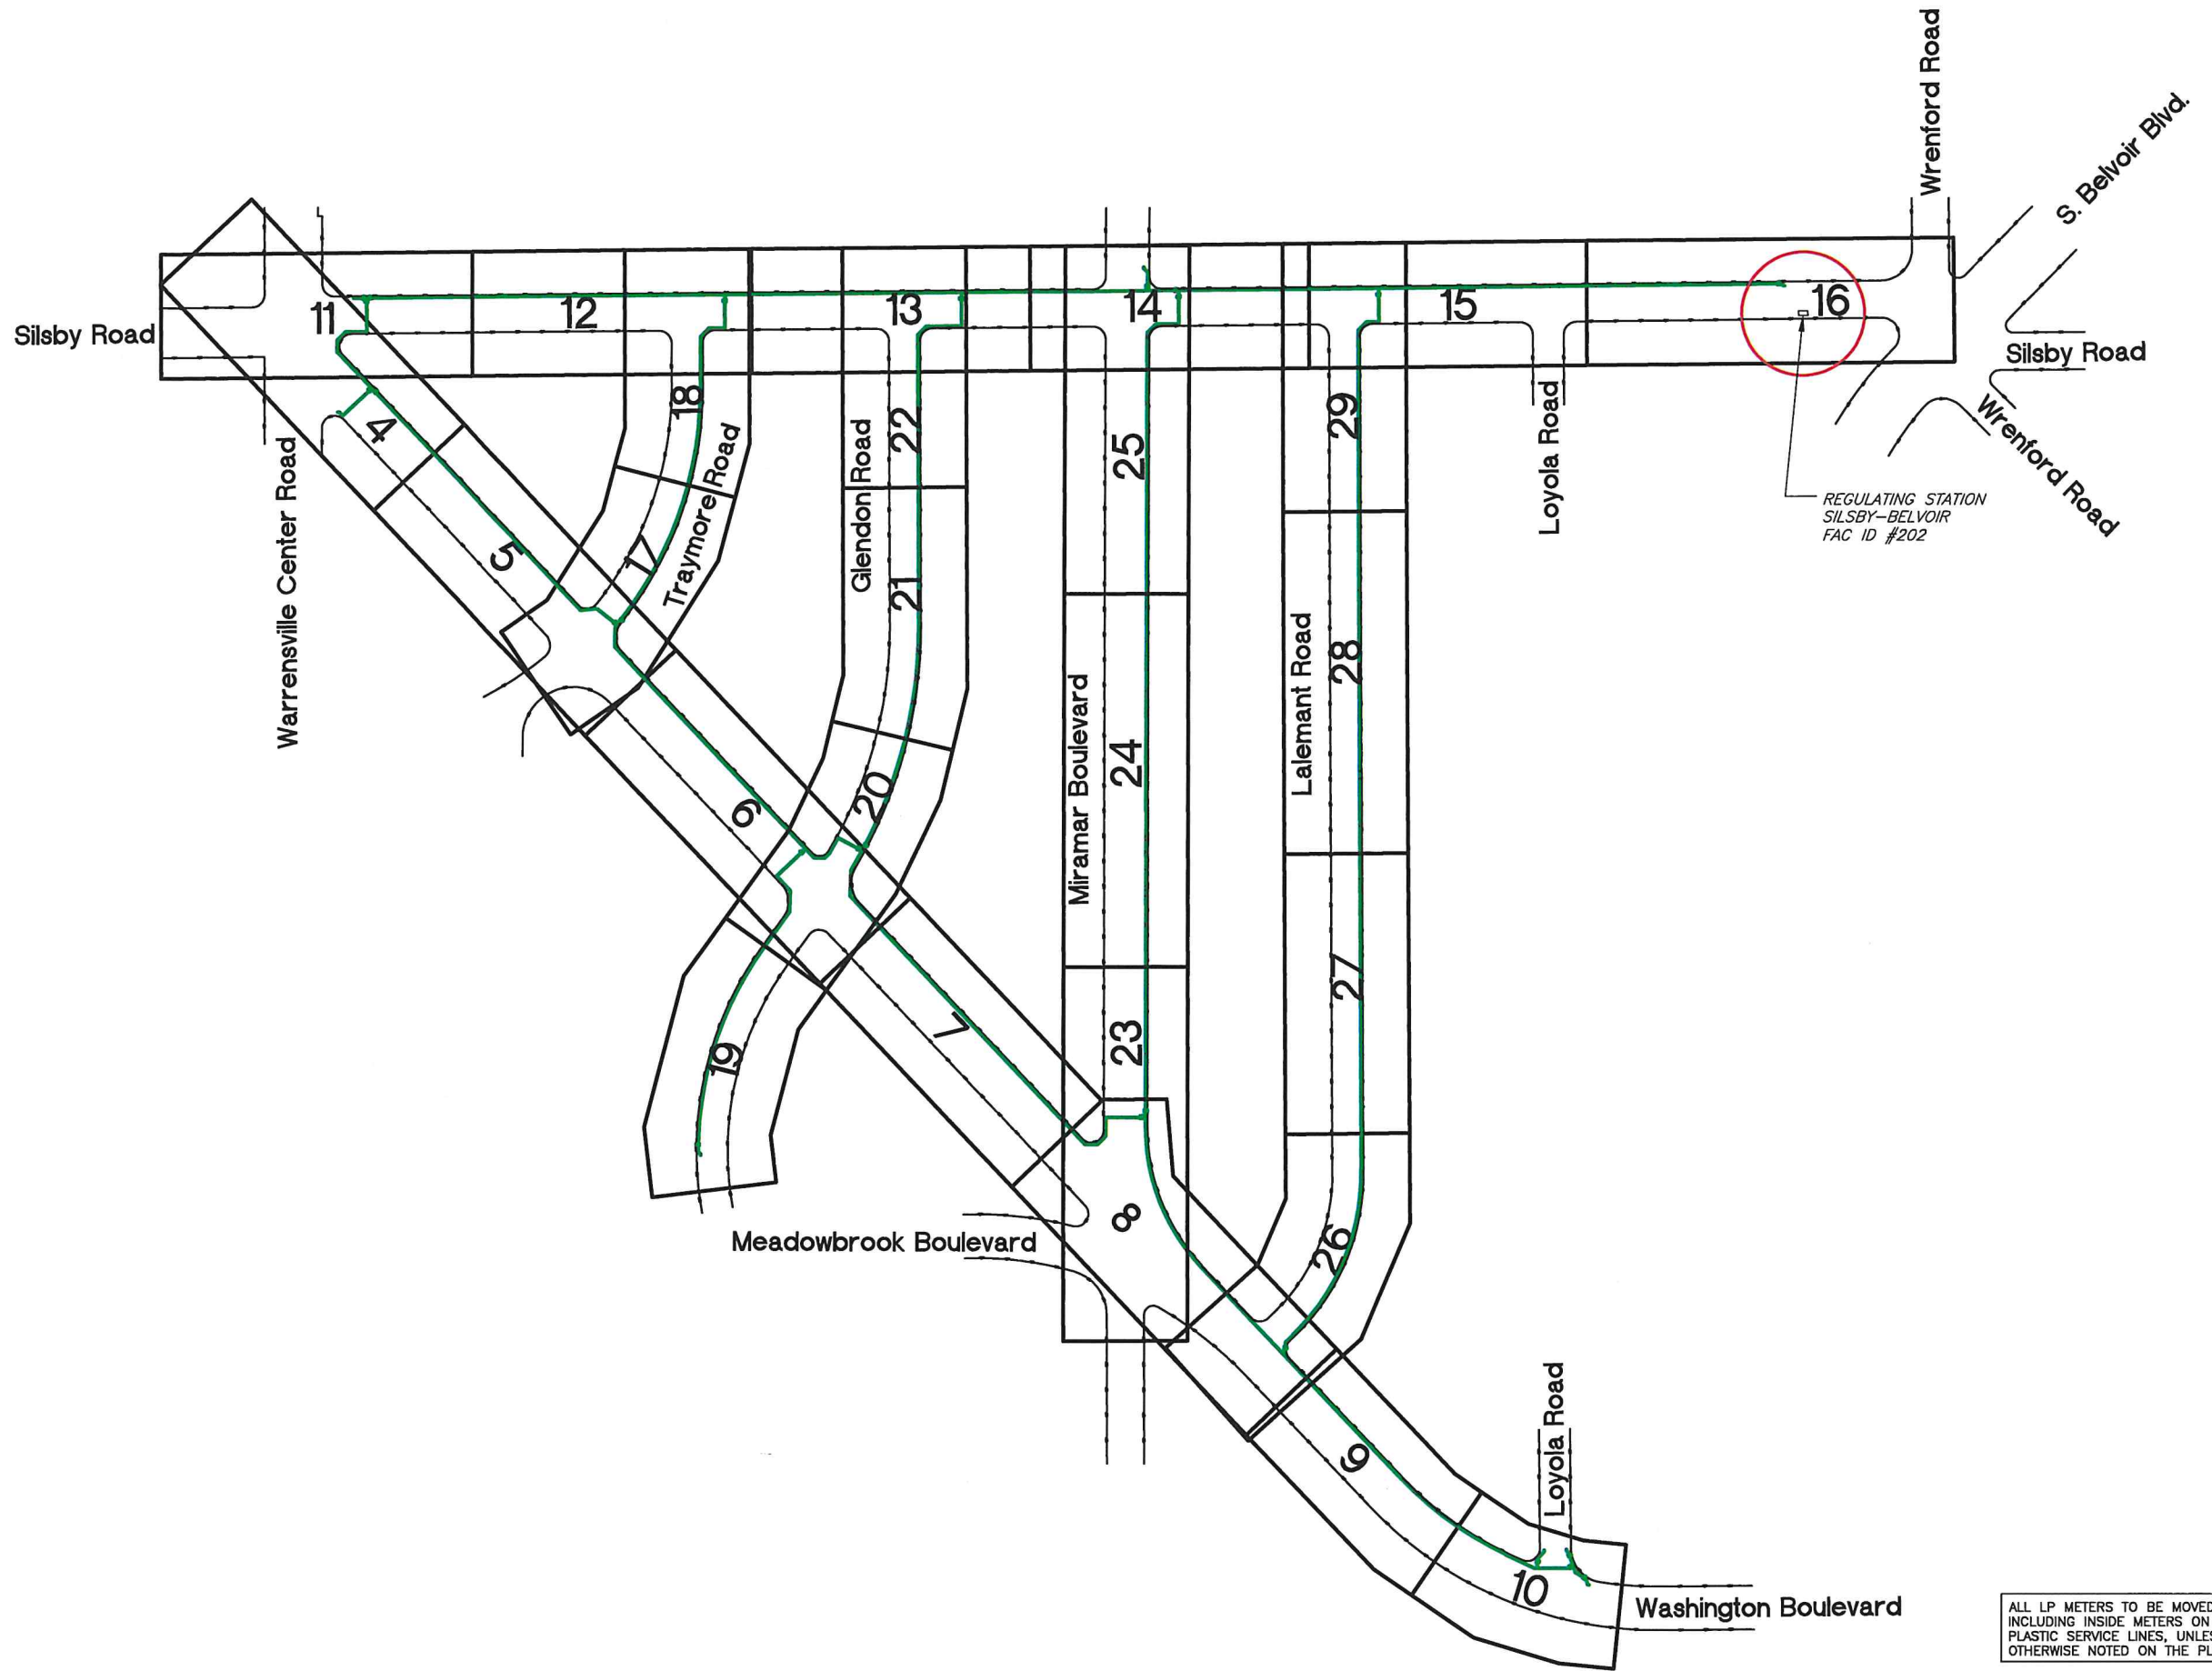 Wrenford Road
S. Belvoir Blvd.
Silsby Road
11
12
13
14
15
16
Silsby Road
Wrenford Road
REGULATING STATION
SILSBY-BELVOIR
FAC ID #202
Warrensville Center Road
4
5
18
17
Traymore Road
Glendon Road
22
21
20
25
24
23
Miramar Boulevard
29
28
27
26
Lalemant Road
Loyola Road
6
7
19
8
Meadowbrook Boulevard
9
10
Loyola Road
Washington Boulevard
ALL LP METERS TO BE MOVED
INCLUDING INSIDE METERS ON
PLASTIC SERVICE LINES,
OTHERWISE NOTED ON THE